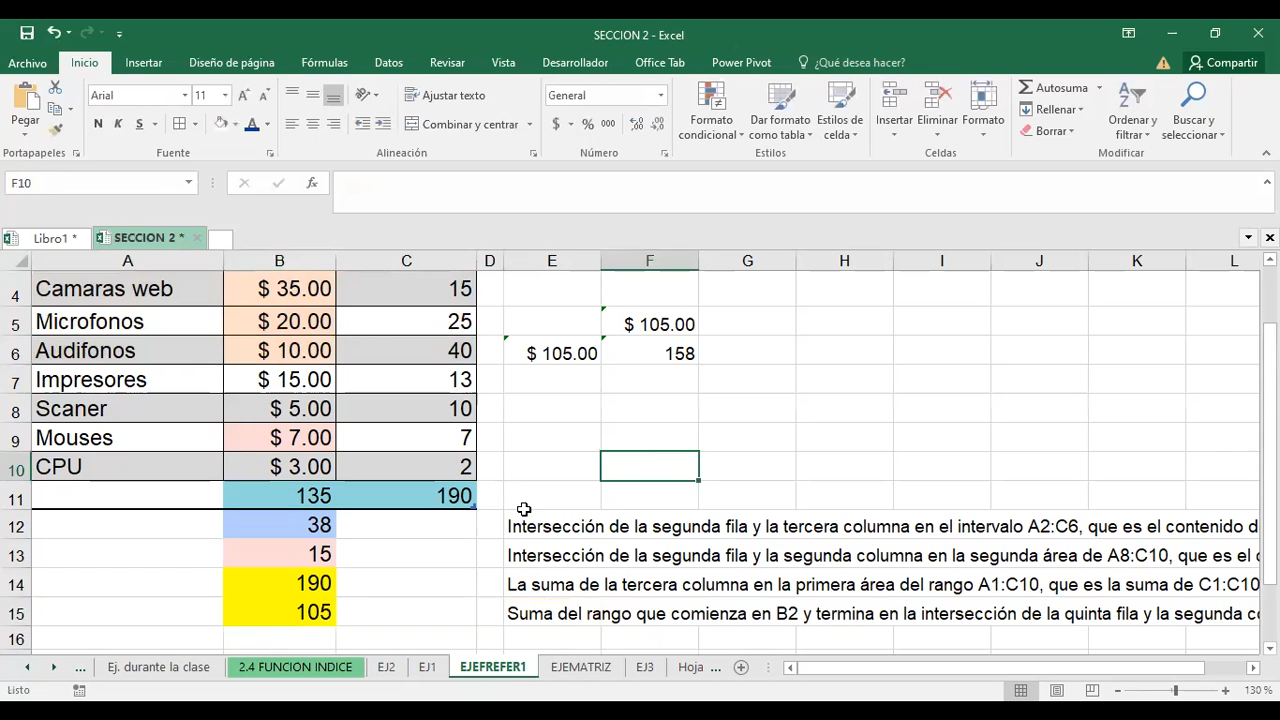 SECCION 2 - Excel
Archivo Inicio Insertar Diseño de página Fórmulas Datos Revisar Vista Desarrollador Office Tab Power Pivot ¿Qué desea hacer? Compartir
Pegar
Arial 11
N K S
Ajustar texto
Combinar y centrar
General
$ % 000
Formato condicional
Dar formato como tabla
Estilos de celda
Insertar Eliminar Formato
Autosuma
Rellenar
Borrar
Ordenar y filtrar
Buscar y seleccionar
Portapapeles Fuente Alineación Número Estilos Celdas Modificar
F10 fx
Libro1 * SECCION 2 *
A B C D E F G H I J K L
4 Camaras web $ 35.00 15
5 Microfonos $ 20.00 25 $ 105.00
6 Audifonos $ 10.00 40 $ 105.00 158
7 Impresores $ 15.00 13
8 Scaner $ 5.00 10
9 Mouses $ 7.00 7
10 CPU $ 3.00 2
11 135 190
12 38 Intersección de la segunda fila y la tercera columna en el intervalo A2:C6, que es el contenido d
13 15 Intersección de la segunda fila y la segunda columna en la segunda área de A8:C10, que es el c
14 190 La suma de la tercera columna en la primera área del rango A1:C10, que es la suma de C1:C10
15 105 Suma del rango que comienza en B2 y termina en la intersección de la quinta fila y la segunda co
16
Ej. durante la clase 2.4 FUNCION INDICE EJ2 EJ1 EJEFREFER1 EJEMATRIZ EJ3 Hoja ...
Listo 130 %